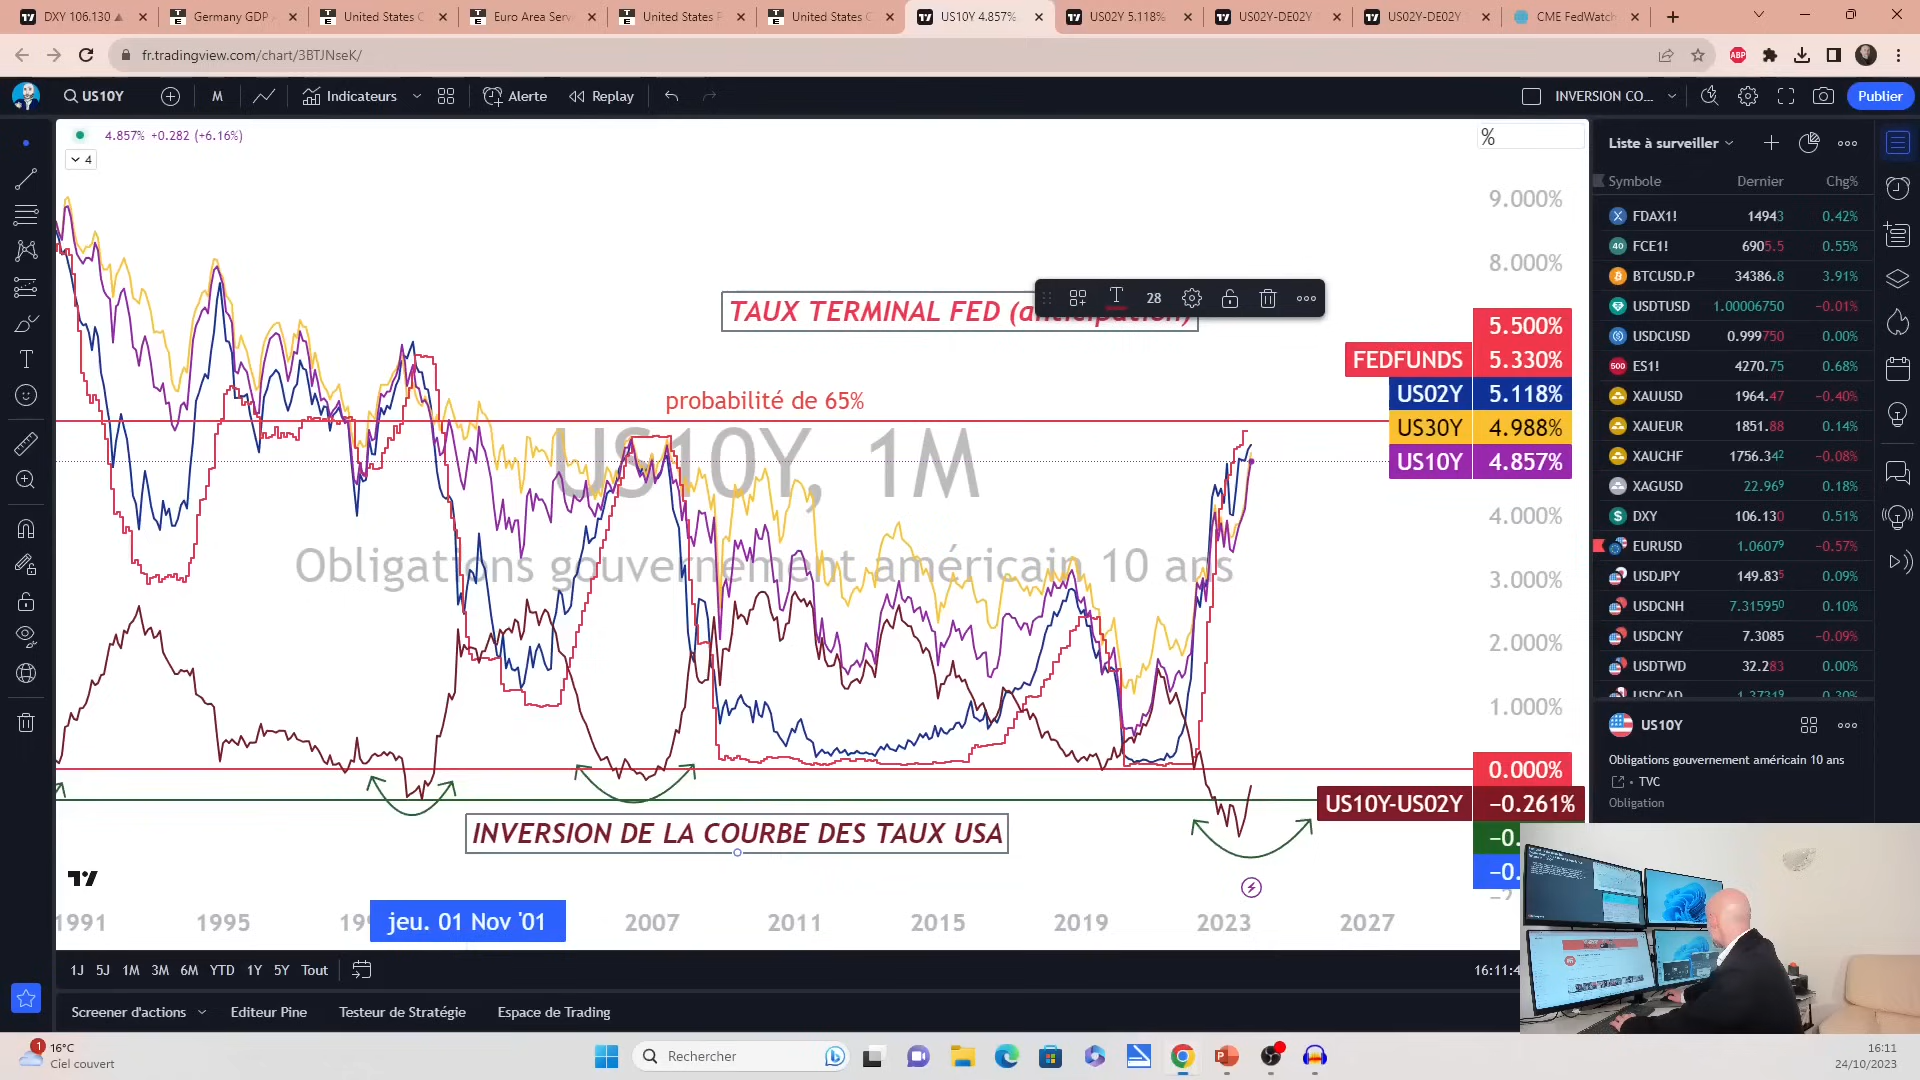 DXY 106.130
Germany GDP
United States C
Euro Area Serv
United States P
United States C
US10Y 4.857%
US02Y 5.118%
US02Y-DE02Y
US02Y-DE02Y
CME FedWatch
fr.tradingview.com/chart/3BTJNseK/
ABP
US10Y
M
Indicateurs
Alerte
Replay
INVERSION CO...
Publier
4.857% +0.282 (+6.16%)
4
%
28
TAUX TERMINAL FED (anticipation)
probabilité de 65%
US10Y, 1M
Obligations gouvernement américain 10 ans
INVERSION DE LA COURBE DES TAUX USA
9.000%
8.000%
5.500%
FEDFUNDS 5.330%
US02Y 5.118%
US30Y 4.988%
US10Y 4.857%
4.000%
3.000%
2.000%
1.000%
0.000%
US10Y-US02Y −0.261%
−0.
−0.
1991
1995
jeu. 01 Nov '01
2007
2011
2015
2019
2023
2027
Liste à surveiller
Symbole Dernier Chg%
FDAX1! 14943 0.42%
FCE1! 6905.5 0.55%
BTCUSD.P 34386.8 3.91%
USDTUSD 1.00006750 −0.01%
USDCUSD 0.999750 0.00%
ES1! 4270.75 0.68%
XAUUSD 1964.47 −0.40%
XAUEUR 1851.88 0.14%
XAUCHF 1756.34² −0.08%
XAGUSD 22.96⁹ 0.18%
DXY 106.130 0.51%
EURUSD 1.0607⁹ −0.57%
USDJPY 149.83⁵ 0.09%
USDCNH 7.31595⁰ 0.10%
USDCNY 7.3085 −0.09%
USDTWD 32.283 0.00%
USDCAD 1.3731⁹ 0.30%
US10Y
Obligations gouvernement américain 10 ans
TVC
Obligation
1J 5J 1M 3M 6M YTD 1Y 5Y Tout
16:11:4
Screener d'actions
Editeur Pine
Testeur de Stratégie
Espace de Trading
1
16°C
Ciel couvert
Rechercher
16:11
24/10/2023